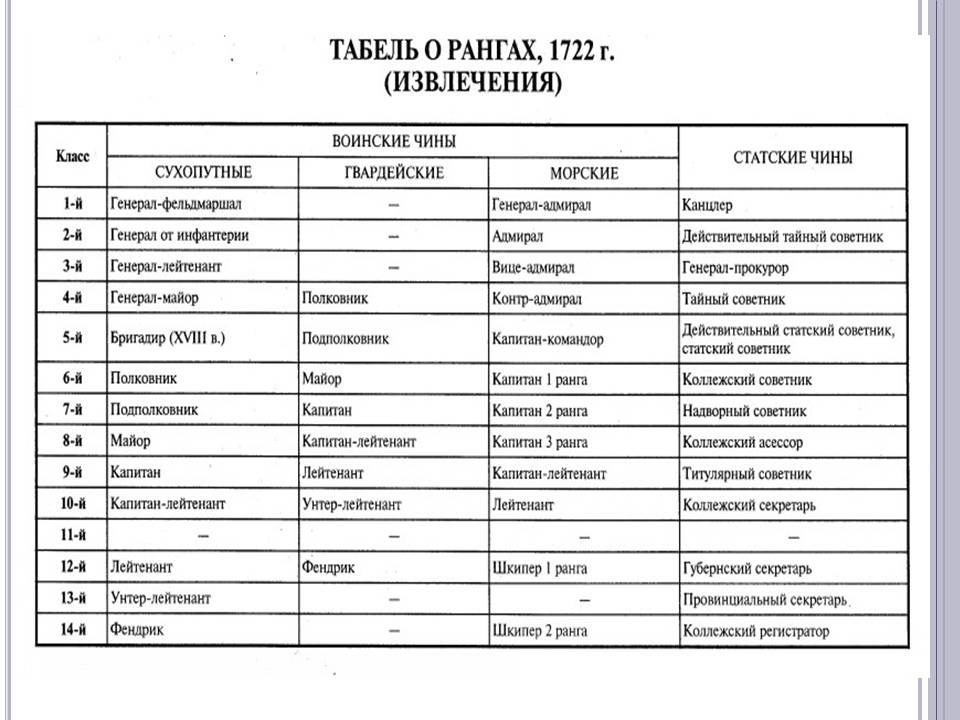 ТАБЕЛЬ О РАНГАХ, 1722 г.
(ИЗВЛЕЧЕНИЯ)
Класс ВОИНСКИЕ ЧИНЫ СТАТСКИЕ ЧИНЫ
СУХОПУТНЫЕ ГВАРДЕЙСКИЕ МОРСКИЕ
1-й Генерал-фельдмаршал — Генерал-адмирал Канцлер
2-й Генерал от инфантерии — Адмирал Действительный тайный советник
3-й Генерал-лейтенант — Вице-адмирал Генерал-прокурор
4-й Генерал-майор Полковник Контр-адмирал Тайный советник
5-й Бригадир (XVIII в.) Подполковник Капитан-командор Действительный статский советник,
статский советник
6-й Полковник Майор Капитан 1 ранга Коллежский советник
7-й Подполковник Капитан Капитан 2 ранга Надворный советник
8-й Майор Капитан-лейтенант Капитан 3 ранга Коллежский асессор
9-й Капитан Лейтенант Капитан-лейтенант Титулярный советник
10-й Капитан-лейтенант Унтер-лейтенант Лейтенант Коллежский секретарь
11-й — — — —
12-й Лейтенант Фендрик Шкипер 1 ранга Губернский секретарь
13-й Унтер-лейтенант — — Провинциальный секретарь
14-й Фендрик — Шкипер 2 ранга Коллежский регистратор